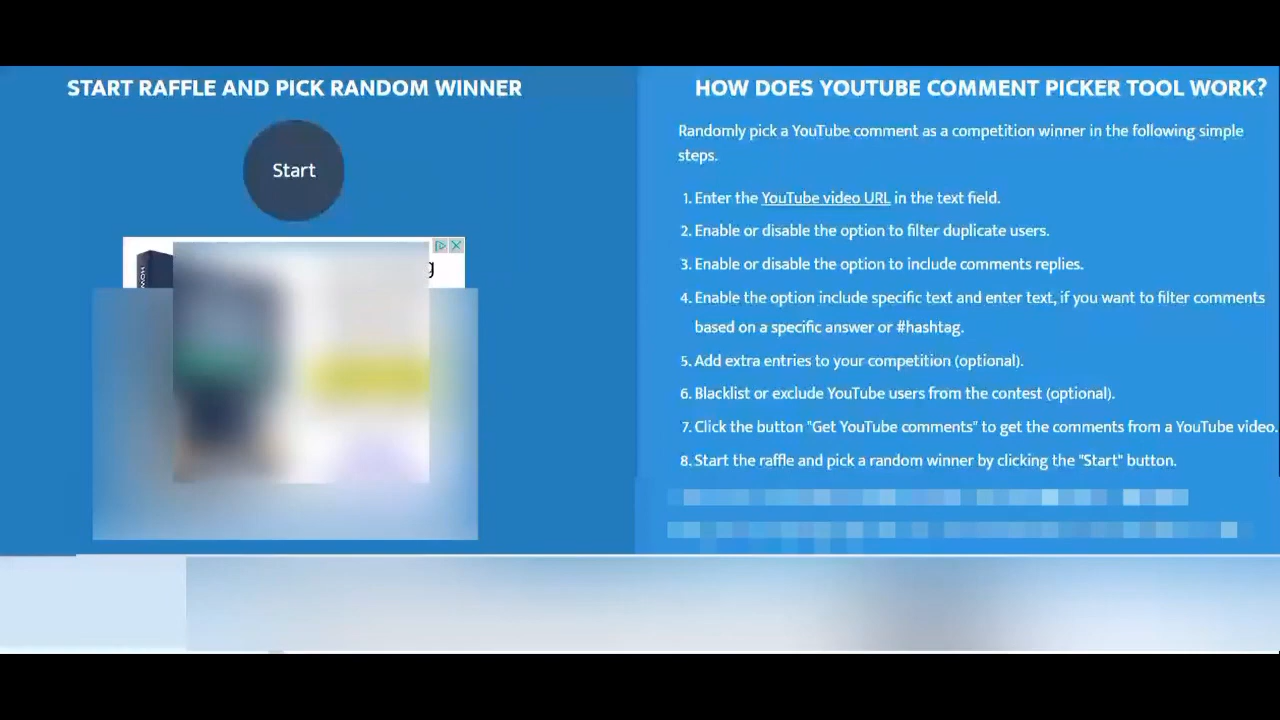 START RAFFLE AND PICK RANDOM WINNER
Start
HOW DOES YOUTUBE COMMENT PICKER TOOL WORK?
Randomly pick a YouTube comment as a competition winner in the following simple
steps.
1. Enter the YouTube video URL in the text field.
2. Enable or disable the option to filter duplicate users.
3. Enable or disable the option to include comments replies.
4. Enable the option include specific text and enter text, if you want to filter comments
based on a specific answer or #hashtag.
5. Add extra entries to your competition (optional).
6. Blacklist or exclude YouTube users from the contest (optional).
7. Click the button "Get YouTube comments" to get the comments from a YouTube video.
8. Start the raffle and pick a random winner by clicking the "Start" button.